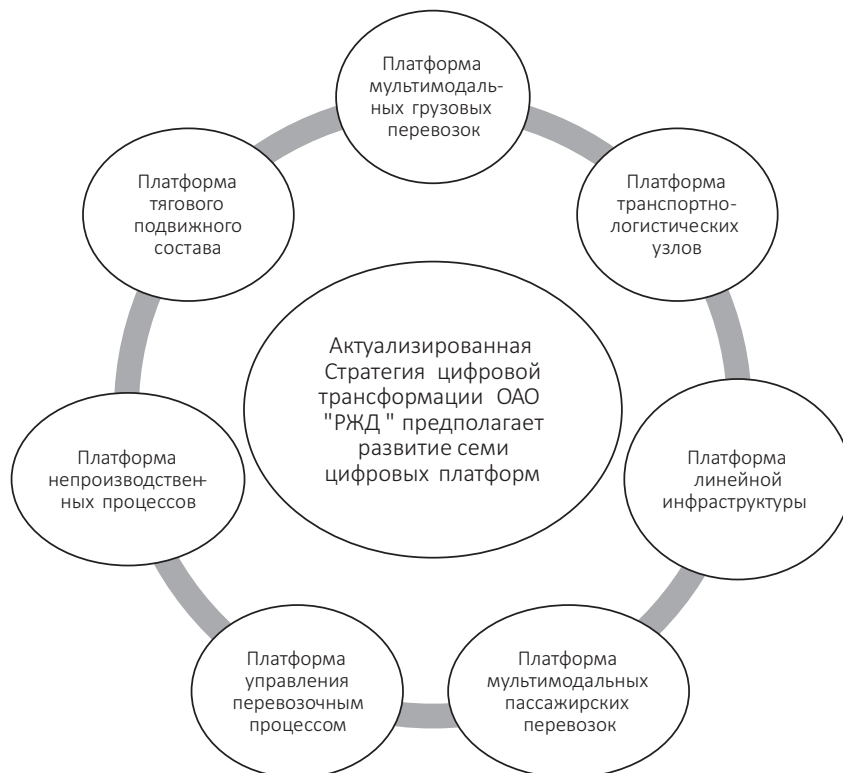 Платформа
мультимодаль-
ных грузовых
перевозок
Платформа
транспортно-
логистических
узлов
Платформа
линейной
инфраструктуры
Платформа
мультимодальных
пассажирских
перевозок
Платформа
управления
перевозочным
процессом
Платформа
непроизводствен-
ных процессов
Платформа
тягового
подвижного
состава
Актуализированная
Стратегия цифровой
трансформации ОАО
"РЖД " предполагает
развитие семи
цифровых платформ